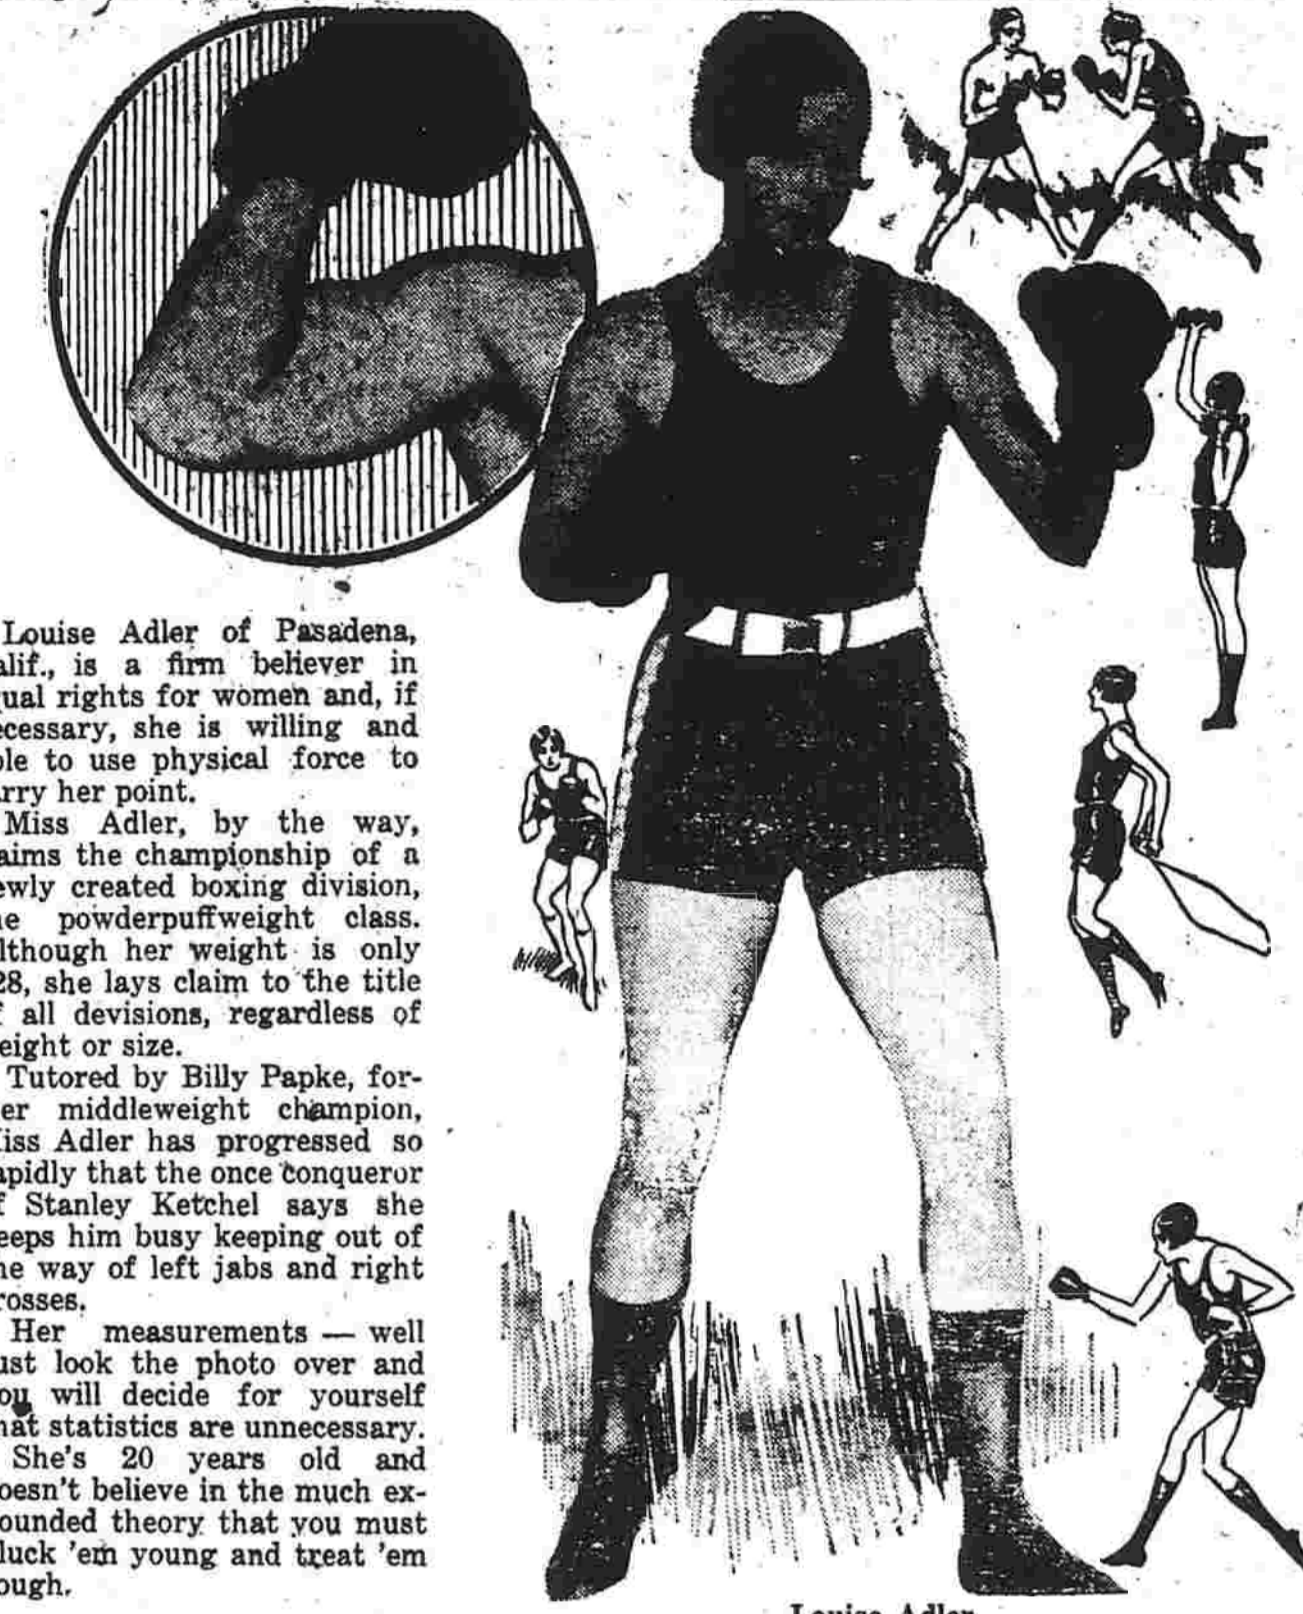 Louise Adler of Pasadena,
alif., is a firm believer in
ual rights for women and, if
ecessary, she is willing and
ble to use physical force to
arry her point.
Miss Adler, by the way,
aims the championship of a
ewly created boxing division,
he powderpuffweight class.
lthough her weight is only
28, she lays claim to the title
f all devisions, regardless of
eight or size.
Tutored by Billy Papke, for-
er middleweight champion,
iss Adler has progressed so
apidly that the once conqueror
f Stanley Ketchel says she
eeps him busy keeping out of
he way of left jabs and right
rosses.
Her measurements — well
ust look the photo over and
ou will decide for yourself
hat statistics are unnecessary.
She's 20 years old and
oesn't believe in the much ex-
ounded theory that you must
luck 'em young and treat 'em
ough.
Louise Adler